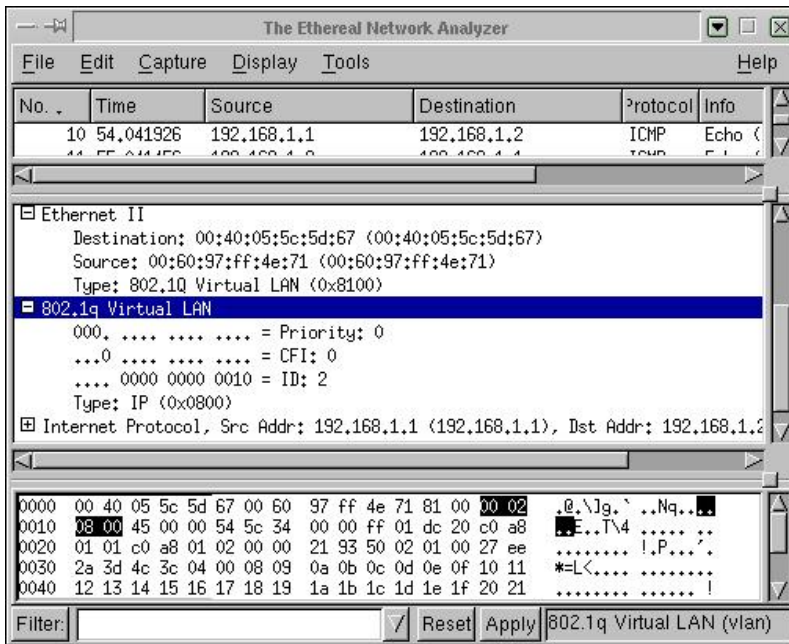 The Ethereal Network Analyzer
File Edit Capture Display Tools Help
No. . Time Source Destination Protocol Info
10 54.041926 192.168.1.1 192.168.1.2 ICMP Echo (
Ethernet II
Destination: 00:40:05:5c:5d:67 (00:40:05:5c:5d:67)
Source: 00:60:97:ff:4e:71 (00:60:97:ff:4e:71)
Type: 802.1Q Virtual LAN (0x8100)
802.1q Virtual LAN
000. .... .... .... = Priority: 0
...0 .... .... .... = CFI: 0
.... 0000 0000 0010 = ID: 2
Type: IP (0x0800)
Internet Protocol, Src Addr: 192.168.1.1 (192.168.1.1), Dst Addr: 192.168.1.2
0000 00 40 05 5c 5d 67 00 60 97 ff 4e 71 81 00 00 02 .@.\]g.` ..Nq....
0010 08 00 45 00 00 54 5c 34 00 00 ff 01 dc 20 c0 a8 ..E..T\4 ..... ..
0020 01 01 c0 a8 01 02 00 00 21 93 50 02 01 00 27 ee ........ !.P...'.
0030 2a 3d 4c 3c 04 00 08 09 0a 0b 0c 0d 0e 0f 10 11 *=L<.... ........
0040 12 13 14 15 16 17 18 19 1a 1b 1c 1d 1e 1f 20 21 ........ ...... !
Filter: Reset Apply 802.1q Virtual LAN (vlan)